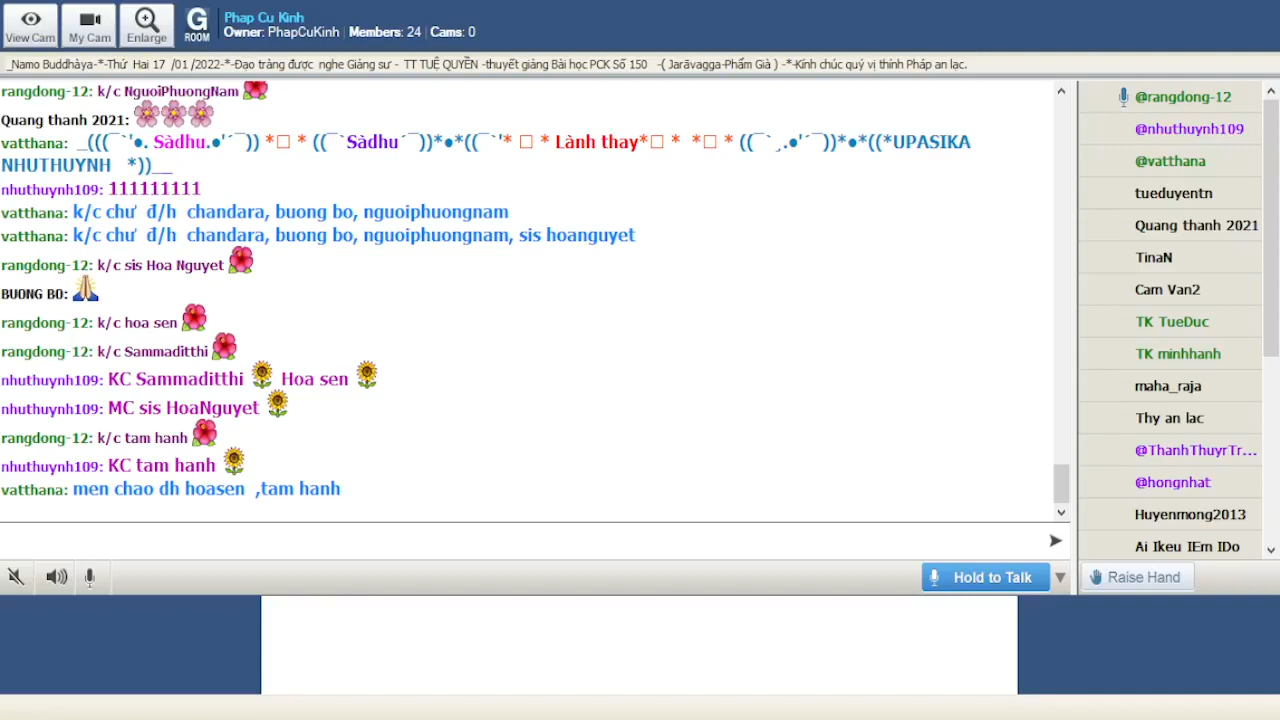 View Cam
My Cam
Enlarge
G
ROOM
Phap Cu Kinh
Owner: PhapCuKinh | Members: 24 | Cams: 0
_Namo Buddhàya-*-Thứ Hai 17 /01 /2022-*-Đạo tràng được nghe Giảng sư - TT TUỆ QUYỀN -thuyết giảng Bài học PCK Số 150 -( Jarāvagga-Phẩm Già ) -*-Kính chúc quý vị thính Pháp an lạc.
rangdong-12: k/c NguoiPhuongNam
Quang thanh 2021:
vatthana: _(((¯`'●. Sàdhu.●'´¯)) *□ * ((¯`Sàdhu´¯))*●*((¯`'* □ * Lành thay*□ * *□ * ((¯`¸.●'´¯))*●*((*UPASIKA
NHUTHUYNH *))__
nhuthuynh109: 111111111
vatthana: k/c chư đ/h chandara, buong bo, nguoiphuongnam
vatthana: k/c chư đ/h chandara, buong bo, nguoiphuongnam, sis hoanguyet
rangdong-12: k/c sis Hoa Nguyet
BUONG BO:
rangdong-12: k/c hoa sen
rangdong-12: k/c Sammaditthi
nhuthuynh109: KC Sammaditthi Hoa sen
nhuthuynh109: MC sis HoaNguyet
rangdong-12: k/c tam hanh
nhuthuynh109: KC tam hanh
vatthana: men chao dh hoasen ,tam hanh
Hold to Talk
@rangdong-12
@nhuthuynh109
@vatthana
tueduyentn
Quang thanh 2021
TinaN
Cam Van2
TK TueDuc
TK minhhanh
maha_raja
Thy an lac
@ThanhThuyrTr...
@hongnhat
Huyenmong2013
Ai Ikeu IEm IDo
Raise Hand